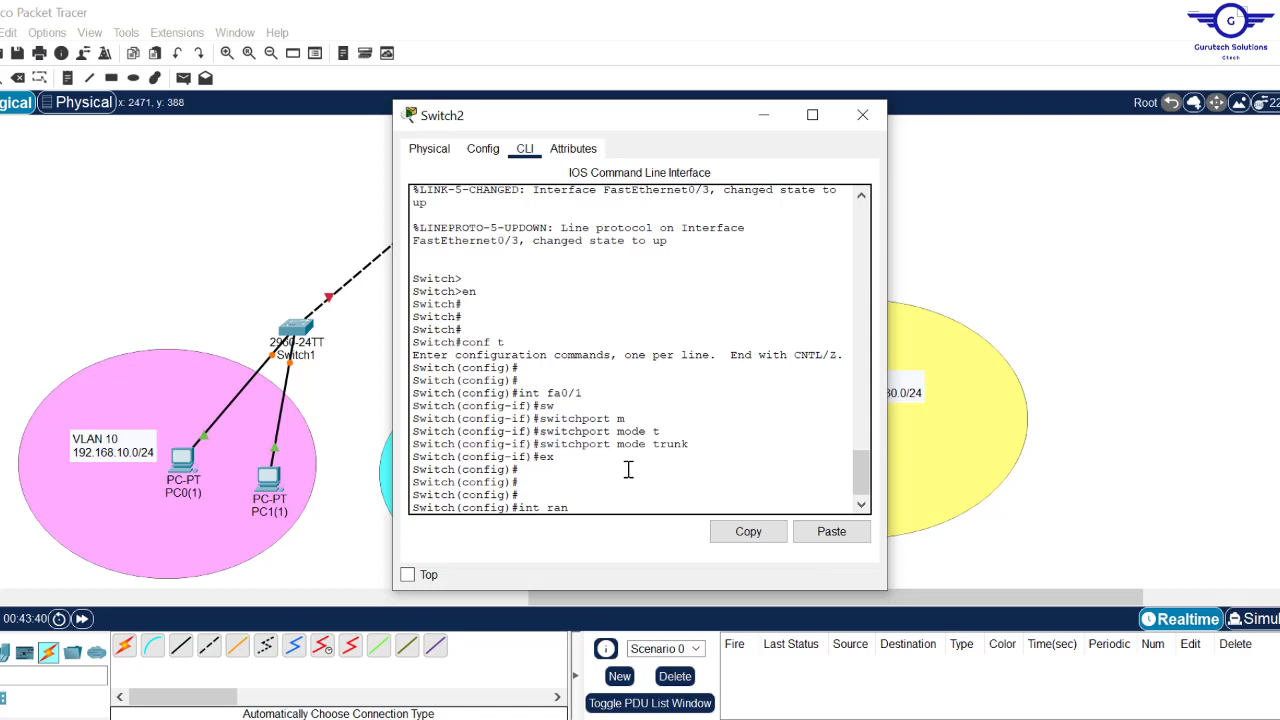 co Packet Tracer
Edit Options View Tools Extensions Window Help
gical Physical x: 2471, y: 388
Root
Gurutech Solutions
Gtech
Switch2
Physical Config CLI Attributes
IOS Command Line Interface
%LINK-5-CHANGED: Interface FastEthernet0/3, changed state to
up
%LINEPROTO-5-UPDOWN: Line protocol on Interface
FastEthernet0/3, changed state to up
Switch>
Switch>en
Switch#
Switch#
Switch#
Switch#conf t
Enter configuration commands, one per line.  End with CNTL/Z.
Switch(config)#
Switch(config)#
Switch(config)#int fa0/1
Switch(config-if)#sw
Switch(config-if)#switchport m
Switch(config-if)#switchport mode t
Switch(config-if)#switchport mode trunk
Switch(config-if)#ex
Switch(config)#
Switch(config)#
Switch(config)#
Switch(config)#int ran
Copy Paste
Top
2960-24TT
Switch1
VLAN 10
192.168.10.0/24
PC-PT
PC0(1)
PC-PT
PC1(1)
30.0/24
00:43:40
Realtime Simul
Scenario 0
New Delete
Toggle PDU List Window
Fire Last Status Source Destination Type Color Time(sec) Periodic Num Edit Delete
Automatically Choose Connection Type